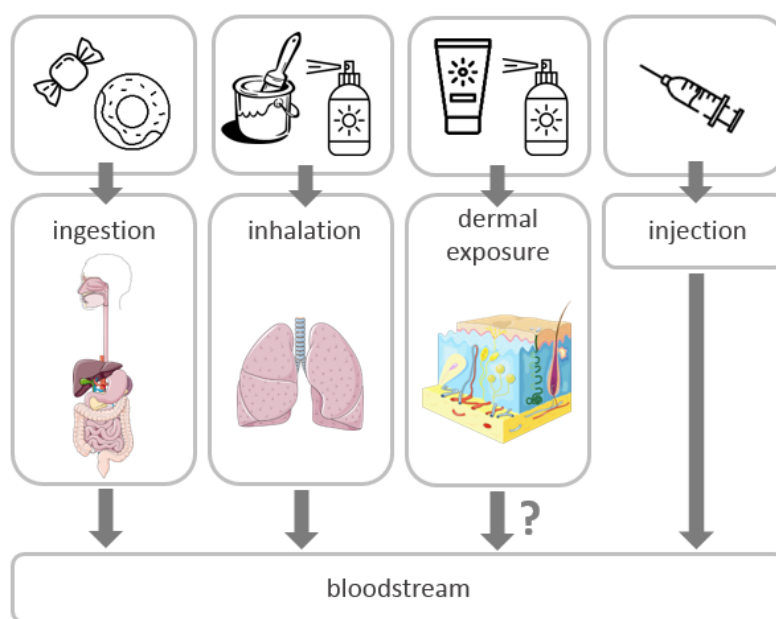 ingestion
inhalation
dermal
exposure
injection
?
bloodstream